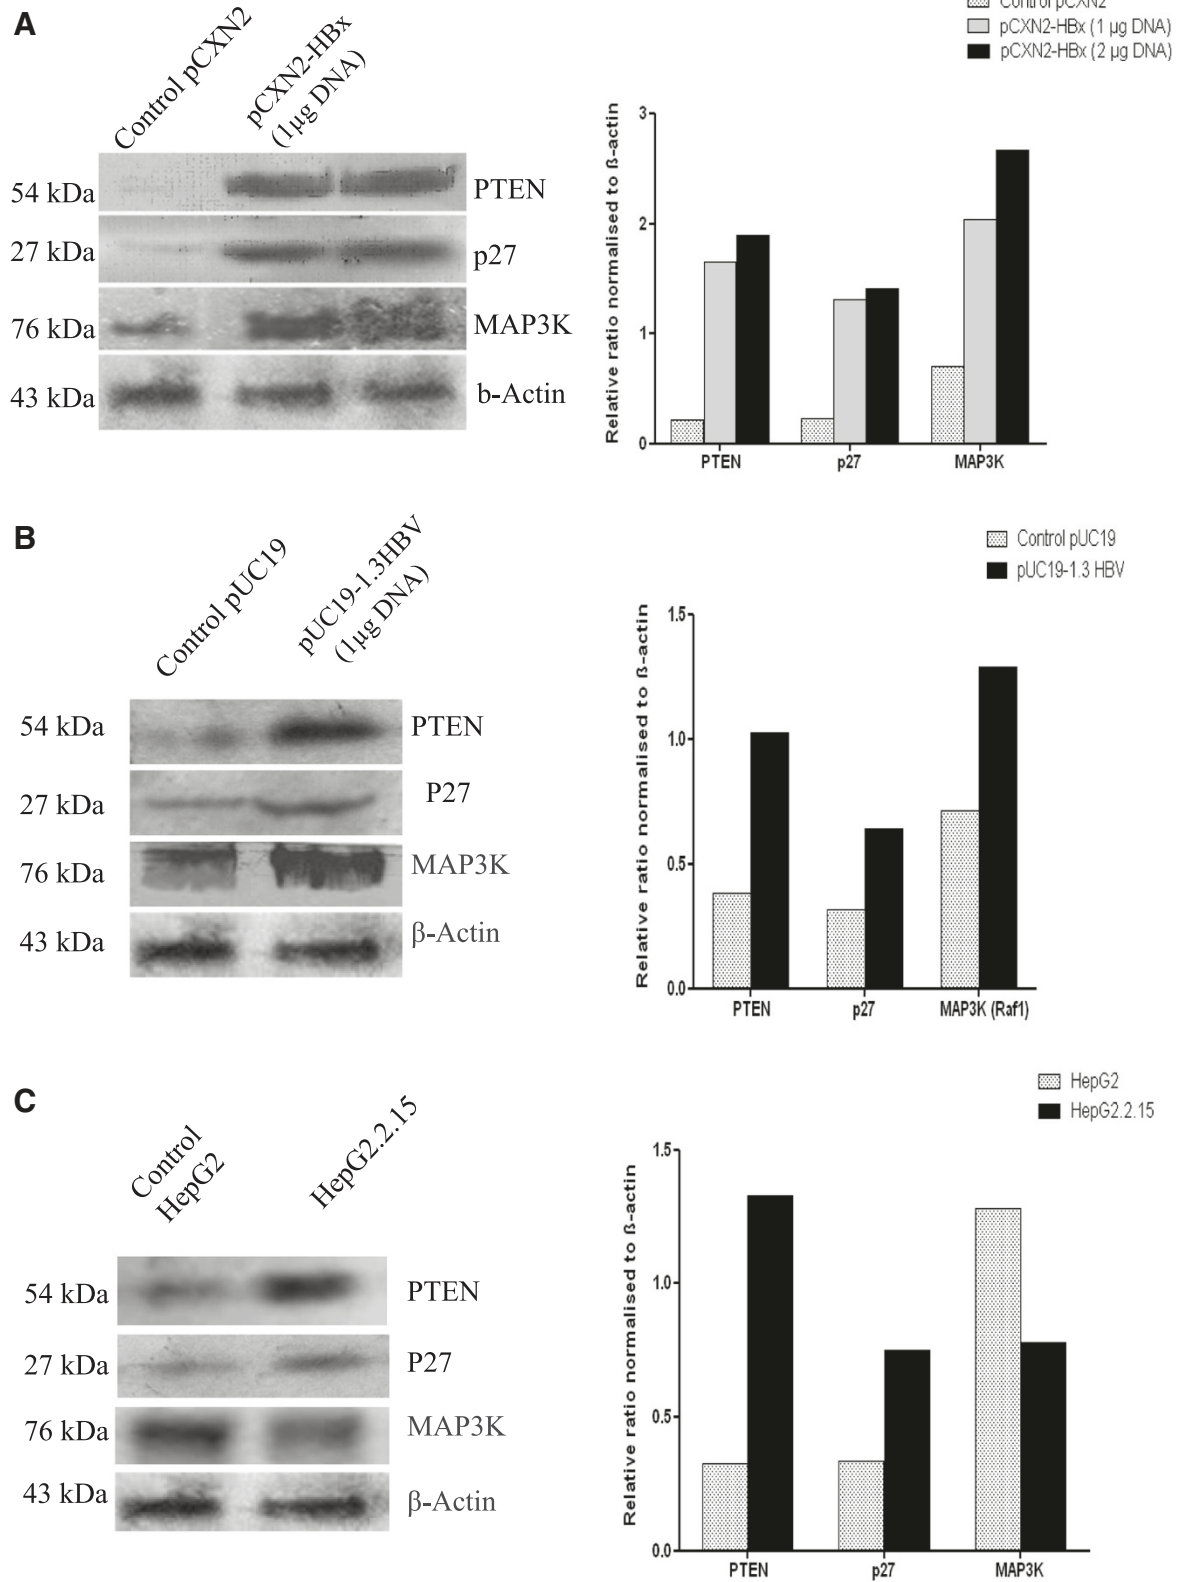 A
Control pCXN2
pCXN2-HBx
(1µg DNA)
54 kDa
PTEN
27 kDa
p27
76 kDa
MAP3K
43 kDa
b-Actin
Control pCXN2
pCXN2-HBx (1 µg DNA)
pCXN2-HBx (2 µg DNA)
Relative ratio normalised to ß-actin
3
2
1
0
PTEN
p27
MAP3K
B
Control pUC19
pUC19-1.3HBV
(1µg DNA)
54 kDa
PTEN
27 kDa
P27
76 kDa
MAP3K
43 kDa
β-Actin
Control pUC19
pUC19-1.3 HBV
Relative ratio normalised to ß-actin
1.5
1.0
0.5
0.0
PTEN
p27
MAP3K (Raf1)
C
Control
HepG2
HepG2.2.15
54 kDa
PTEN
27 kDa
P27
76 kDa
MAP3K
43 kDa
β-Actin
HepG2
HepG2.2.15
Relative ratio normalised to ß-actin
1.5
1.0
0.5
0.0
PTEN
p27
MAP3K